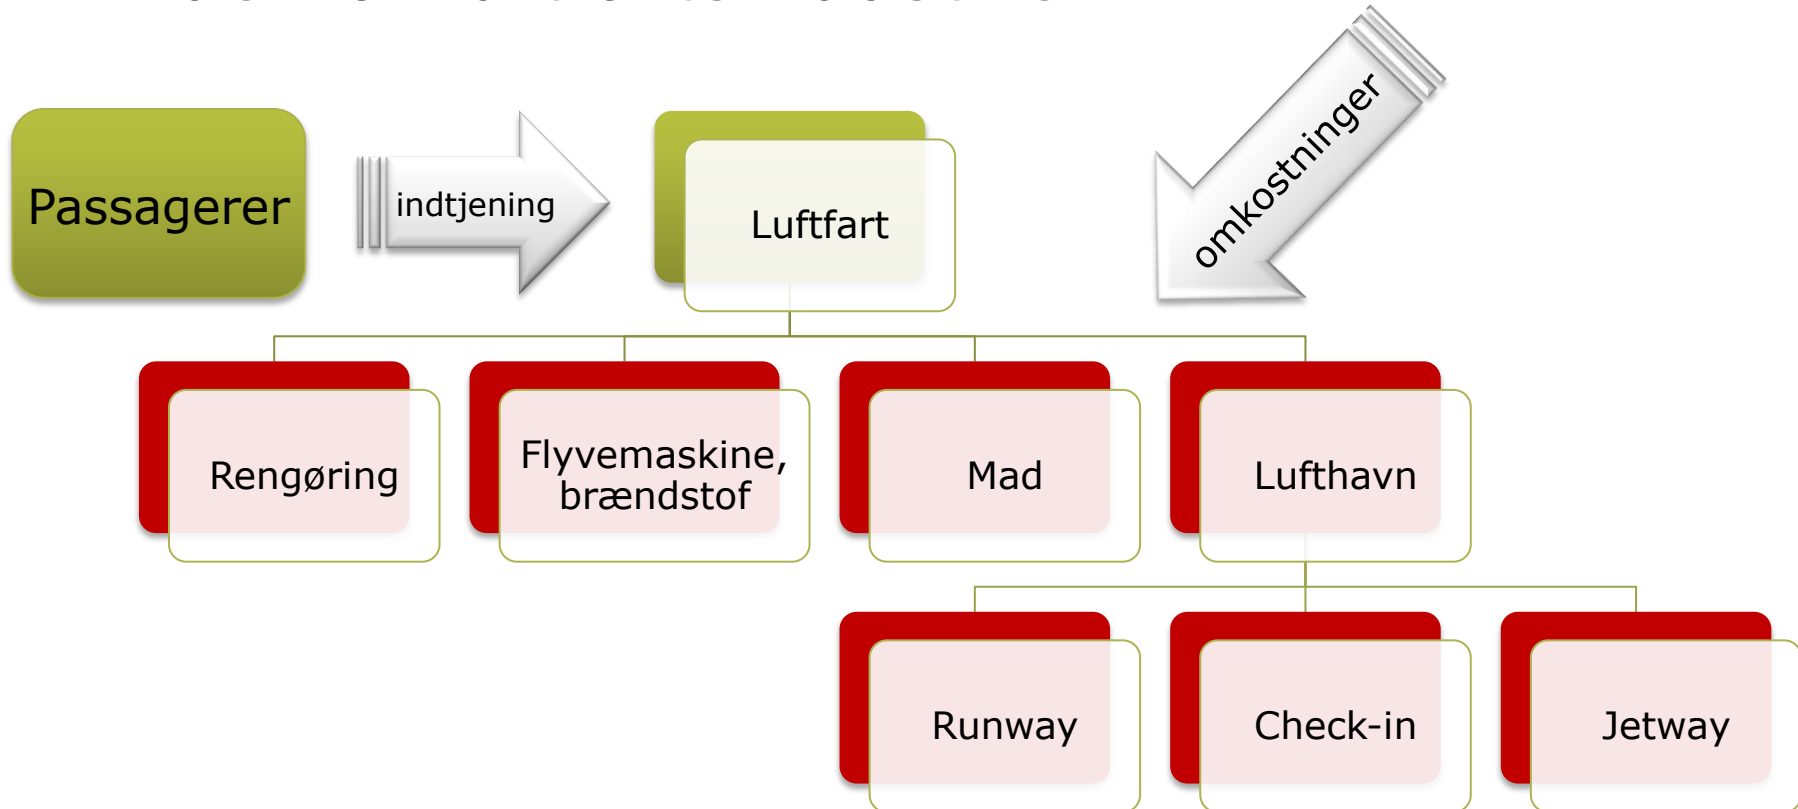 Passagerer
indtjening
Luftfart
omkostninger
Rengøring
Flyvemaskine,
brændstof
Mad
Lufthavn
Runway
Check-in
Jetway